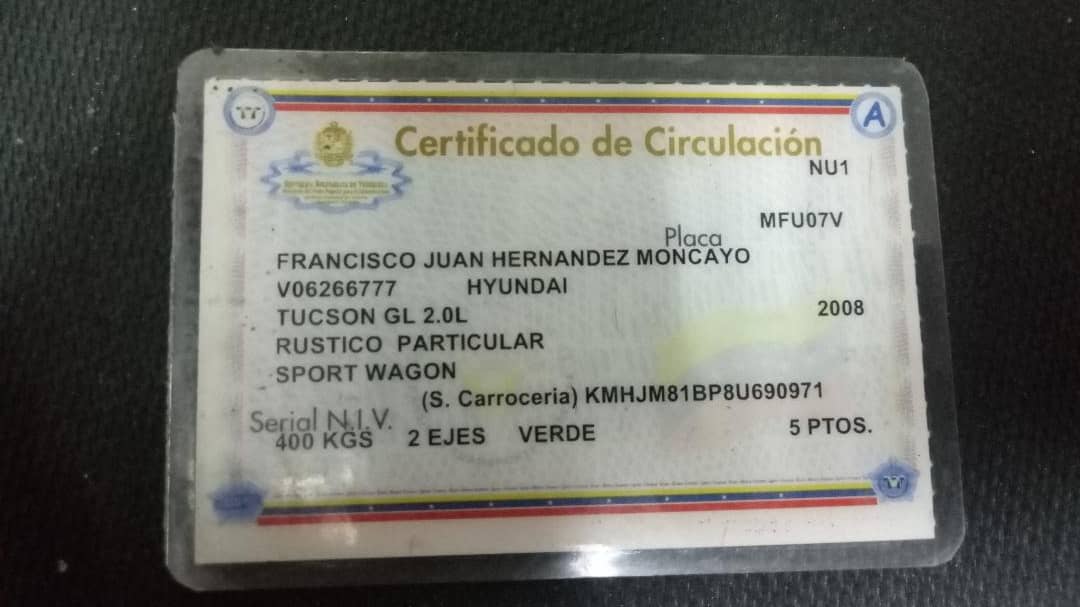 A
Certificado de Circulación
REPÚBLICA BOLIVARIANA DE VENEZUELA
NU1
MFU07V
Placa
FRANCISCO JUAN HERNANDEZ MONCAYO
V06266777 HYUNDAI
TUCSON GL 2.0L 2008
RUSTICO PARTICULAR
SPORT WAGON
(S. Carroceria) KMHJM81BP8U690971
Serial N.I.V.
400 KGS 2 EJES VERDE 5 PTOS.